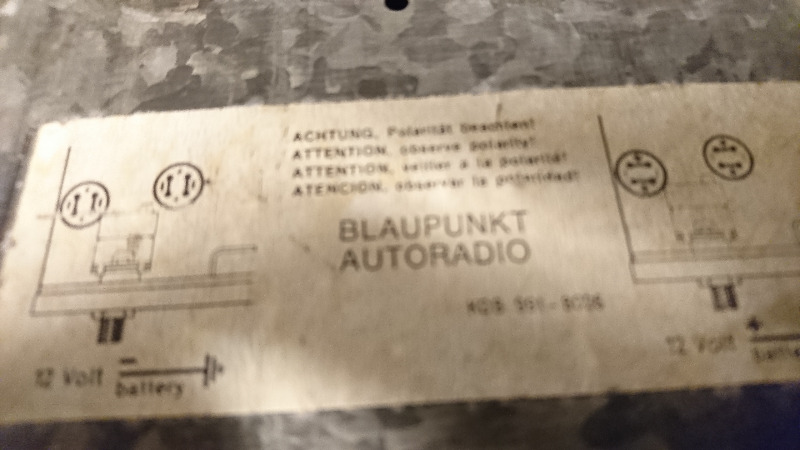 ACHTUNG, Polarität beachten!
ATTENTION, observe polarity!
ATTENTION, veiller à la polarité!
ATENCION, observar la polaridad!
BLAUPUNKT
AUTORADIO
12 Volt
−
battery
12 Volt
+
battery